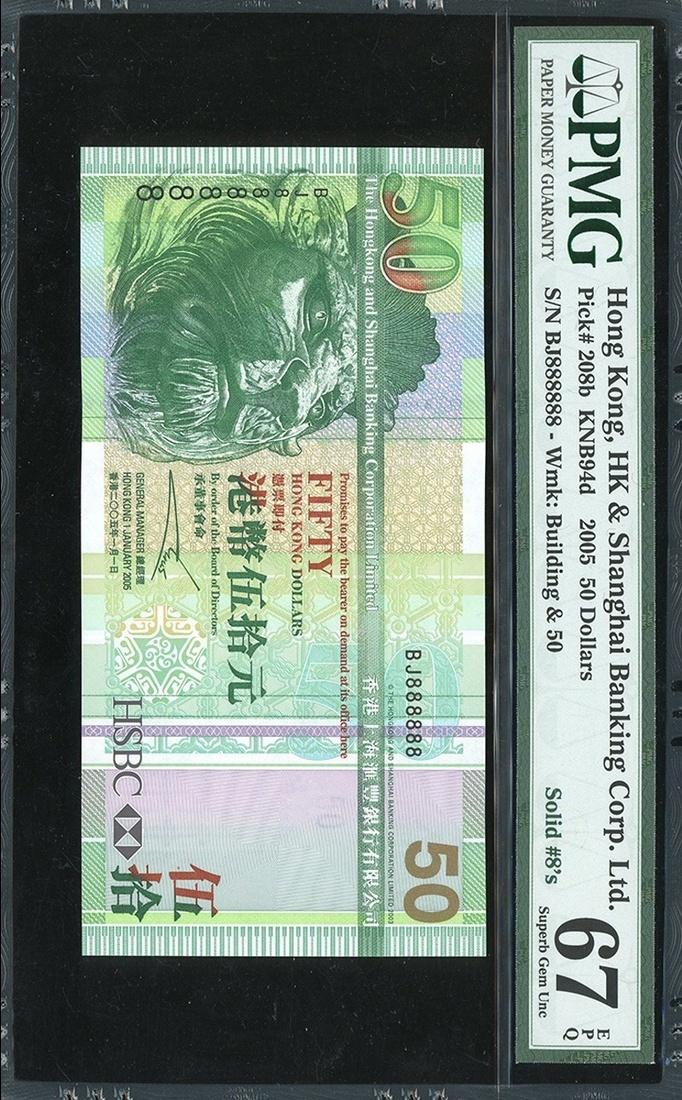 PMG
PAPER MONEY GUARANTY
Hong Kong, HK & Shanghai Banking Corp. Ltd.
Pick# 208b KNB94d 2005 50 Dollars
S/N BJ888888 - Wmk: Building & 50
Solid #8's
67
EPQ
Superb Gem Unc
50
BJ888888
© THE HONGKONG AND SHANGHAI BANKING CORPORATION LIMITED 2003
50
The Hongkong and Shanghai Banking Corporation Limited 香港上海滙豐銀行有限公司
Promises to pay the bearer on demand at its office here
FIFTY
HONG KONG DOLLARS
憑票即付
港幣伍拾元
By order of the Board of Directors
承董事會命
GENERAL MANAGER 總經理
HONG KONG 1 JANUARY 2005
香港二〇〇五年一月一日
BJ888888
HSBC
伍拾